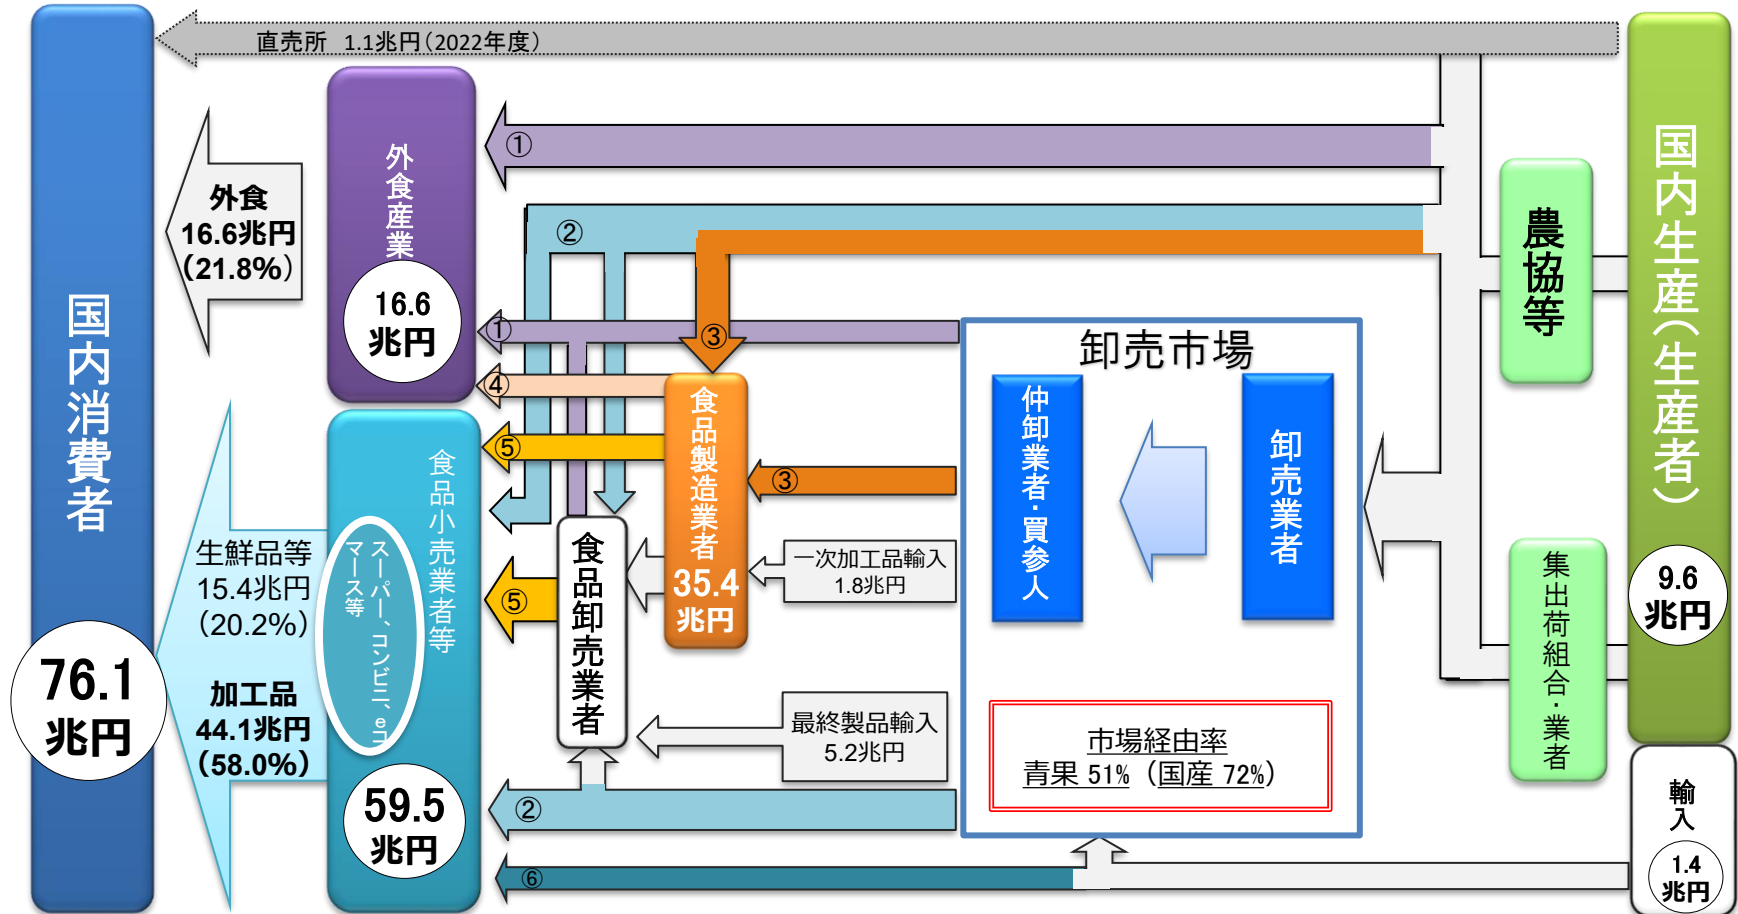 直売所 1.1兆円(2022年度)
国内消費者
76.1
兆円
外食
16.6兆円
(21.8%)
生鮮品等
15.4兆円
(20.2%)
加工品
44.1兆円
(58.0%)
外食産業
16.6
兆円
食品小売業者等
スーパー、コンビニ、eコ
マース等
59.5
兆円
①
②
①
③
④
⑤
③
⑤
②
⑥
食品卸売業者
食品製造業者
35.4
兆円
一次加工品輸入
1.8兆円
最終製品輸入
5.2兆円
卸売市場
仲卸業者・買参人
卸売業者
市場経由率
青果 51% (国産 72%)
農協等
集出荷組合・業者
国内生産(生産者)
9.6
兆円
輸入
1.4
兆円